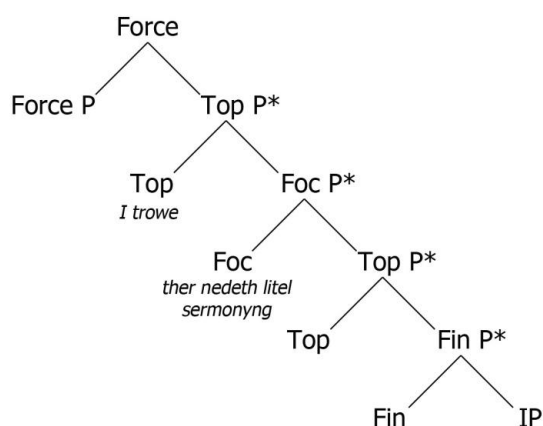 Force
Force P
Top P*
Top
Foc P*
I trowe
Foc
Top P*
ther nedeth litel
sermonyng
Top
Fin P*
Fin
IP